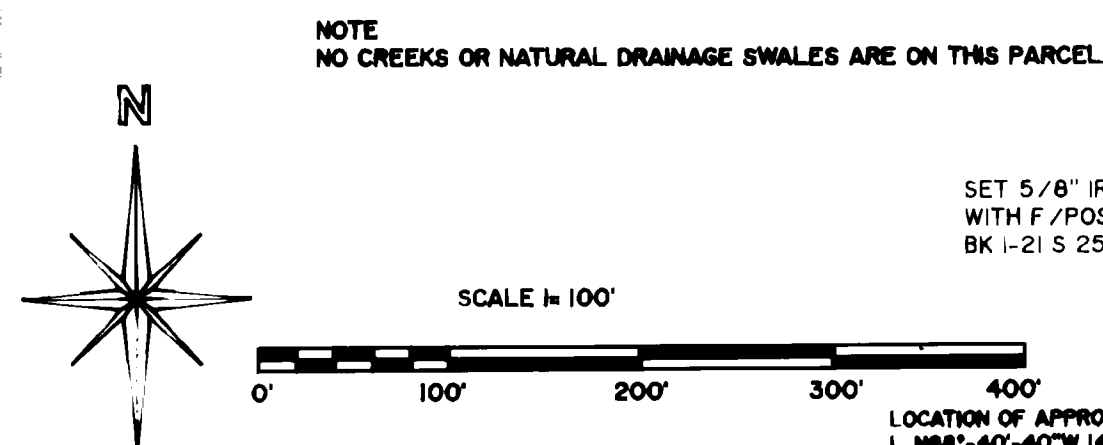 NOTE
NO CREEKS OR NATURAL DRAINAGE SWALES ARE ON THIS PARCEL.
N
SET 5/8" IR
WITH F/POS
BK 1-21 S 25
SCALE 1= 100'
0' 100' 200' 300' 400'
LOCATION OF APPRO